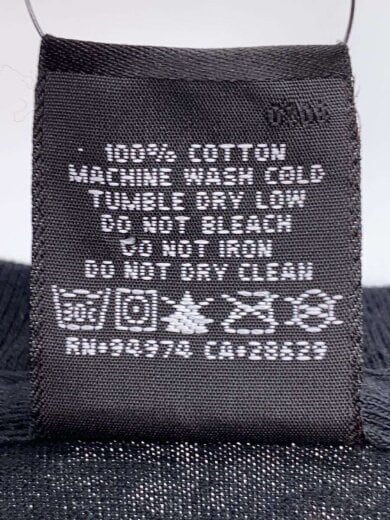 100% COTTON
MACHINE WASH COLD
TUMBLE DRY LOW
DO NOT BLEACH
DO NOT IRON
DO NOT DRY CLEAN
30c
RN•94974 CA•28629